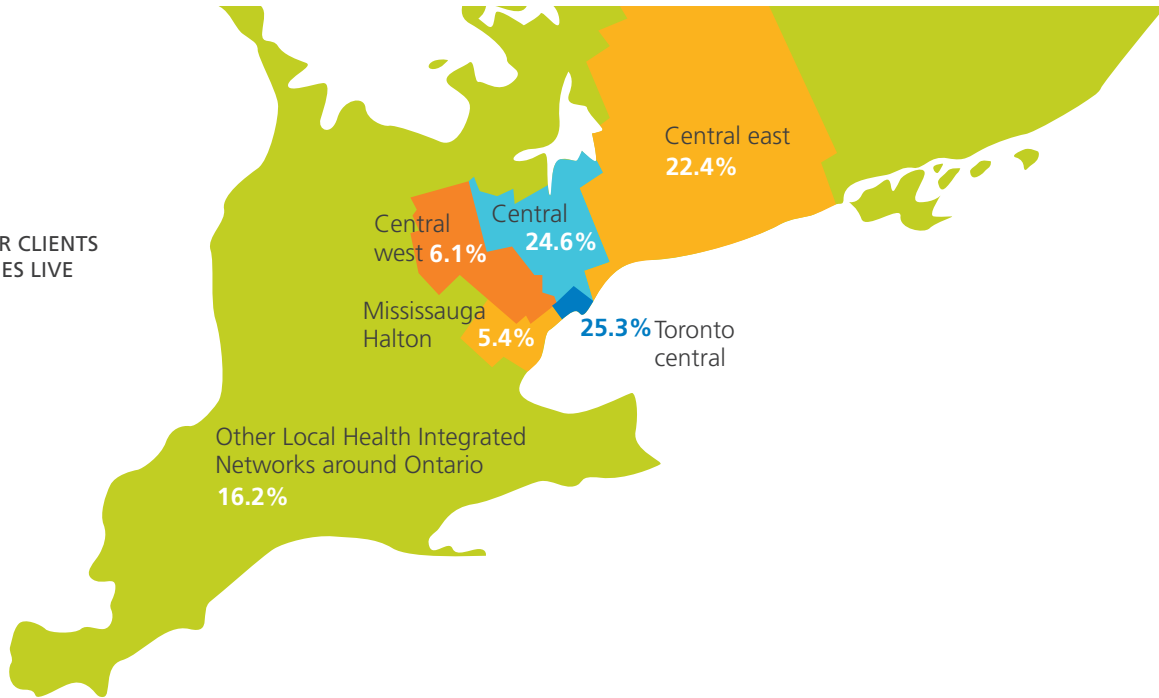 R CLIENTS
ES LIVE
Central east
22.4%
Central
24.6%
Central
west 6.1%
Mississauga
Halton 5.4%
25.3% Toronto
central
Other Local Health Integrated
Networks around Ontario
16.2%